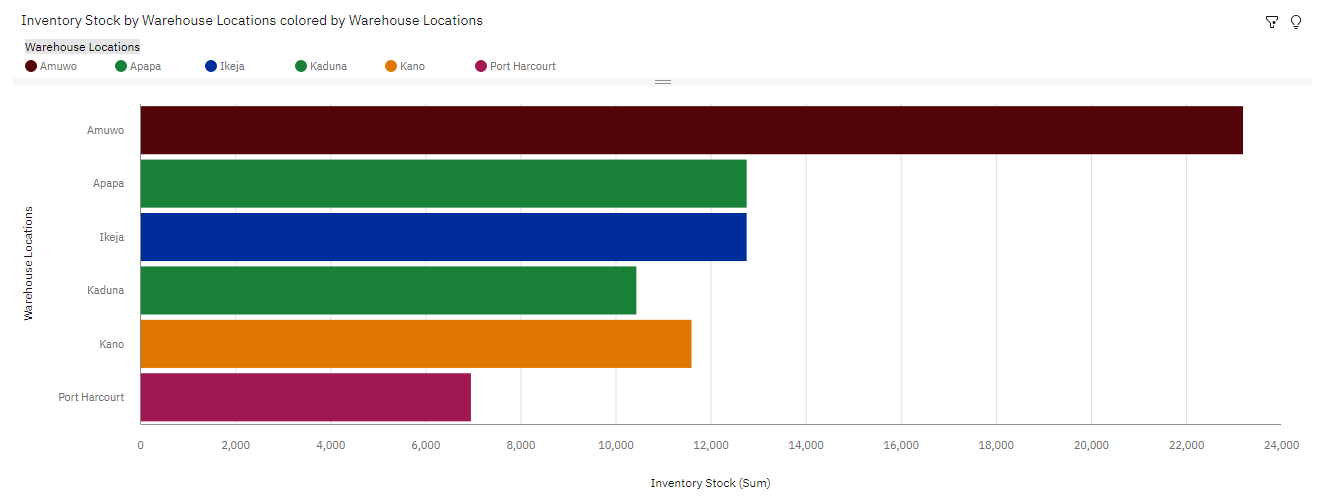 Inventory Stock by Warehouse Locations colored by Warehouse Locations
Warehouse Locations
Amuwo Apapa Ikeja Kaduna Kano Port Harcourt
Warehouse Locations
Amuwo
Apapa
Ikeja
Kaduna
Kano
Port Harcourt
0 2,000 4,000 6,000 8,000 10,000 12,000 14,000 16,000 18,000 20,000 22,000 24,000
Inventory Stock (Sum)